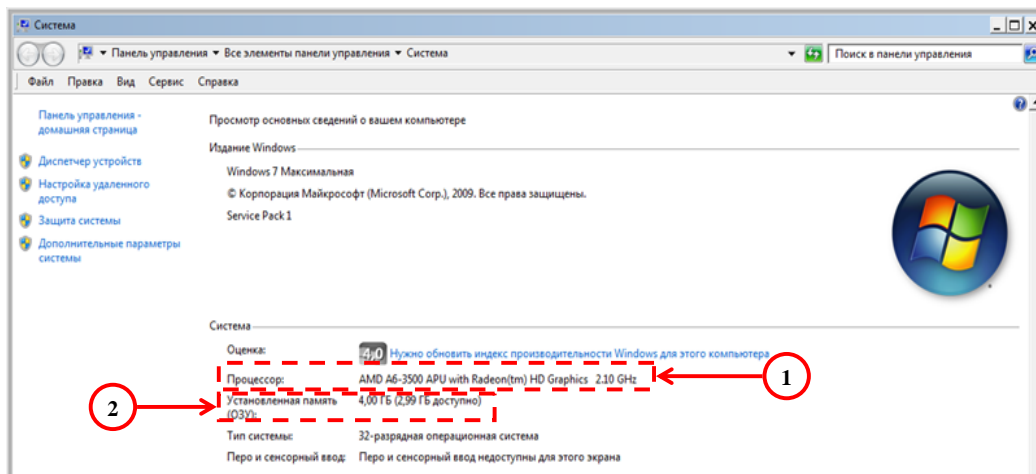 Система
Панель управления ▾ Все элементы панели управления ▾ Система
Поиск в панели управления
Файл Правка Вид Сервис Справка
Панель управления -
домашняя страница
Диспетчер устройств
Настройка удаленного
доступа
Защита системы
Дополнительные параметры
системы
Просмотр основных сведений о вашем компьютере
Издание Windows
Windows 7 Максимальная
© Корпорация Майкрософт (Microsoft Corp.), 2009. Все права защищены.
Service Pack 1
Система
Оценка: 4,0 Нужно обновить индекс производительности Windows для этого компьютера
Процессор: AMD A6-3500 APU with Radeon(tm) HD Graphics 2.10 GHz
1
Установленная память 4,00 ГБ (2,99 ГБ доступно)
(ОЗУ):
2
Тип системы: 32-разрядная операционная система
Перо и сенсорный ввод: Перо и сенсорный ввод недоступны для этого экрана